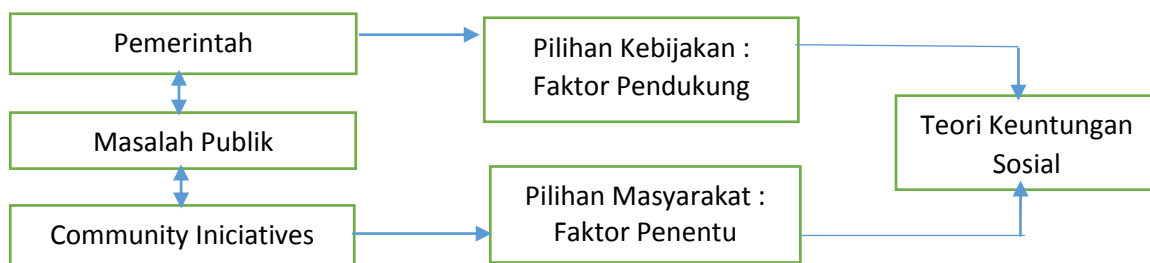 Pemerintah
Pilihan Kebijakan :
Faktor Pendukung
Masalah Publik
Teori Keuntungan
Sosial
Community Iniciatives
Pilihan Masyarakat :
Faktor Penentu